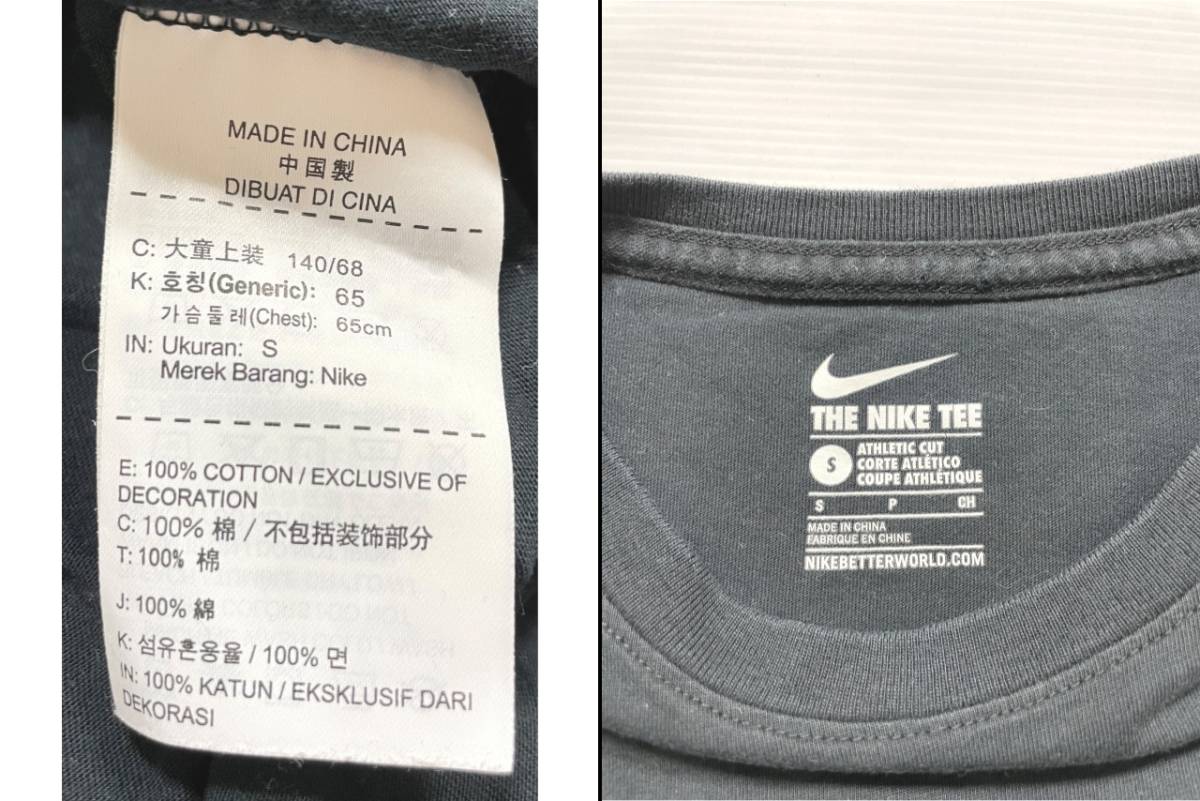 MADE IN CHINA
中国製
DIBUAT DI CINA
C: 大童上装 140/68
K: 호칭(Generic): 65
가슴둘레(Chest): 65cm
IN: Ukuran: S
Merek Barang: Nike
E: 100% COTTON / EXCLUSIVE OF
DECORATION
C: 100% 棉 / 不包括装饰部分
T: 100% 棉
J: 100% 綿
K: 섬유혼용율 / 100% 면
IN: 100% KATUN / EKSKLUSIF DARI
DEKORASI
THE NIKE TEE
S
ATHLETIC CUT
CORTE ATLÉTICO
COUPE ATHLÉTIQUE
S P CH
MADE IN CHINA
FABRIQUE EN CHINE
NIKEBETTERWORLD.COM